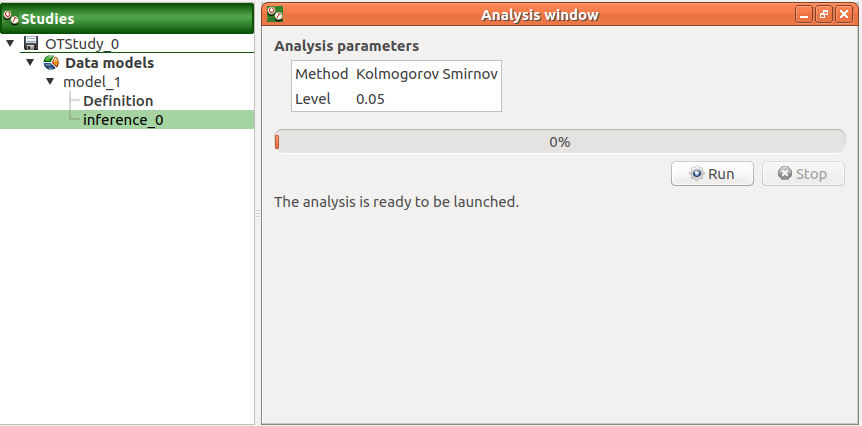 Studies
OTStudy_0
Data models
model_1
Definition
inference_0
Analysis window
Analysis parameters
Method Kolmogorov Smirnov
Level 0.05
0%
Run Stop
The analysis is ready to be launched.